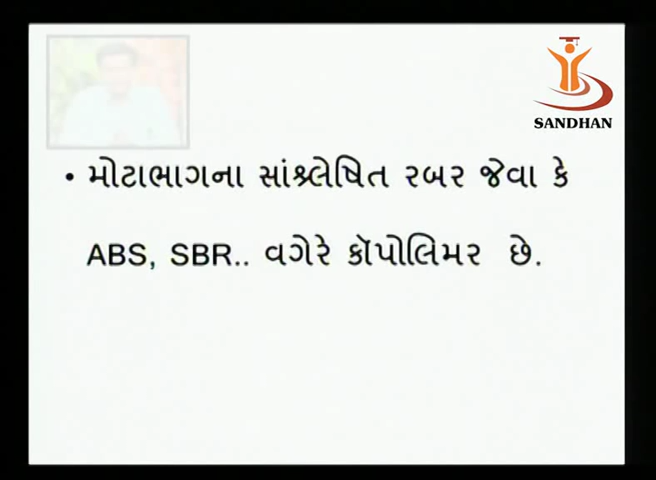 SANDHAN
• મોટાભાગના સાંશ્લેષિત રબર જેવા કે
ABS, SBR.. વગેરે કૉપોલિમર છે.